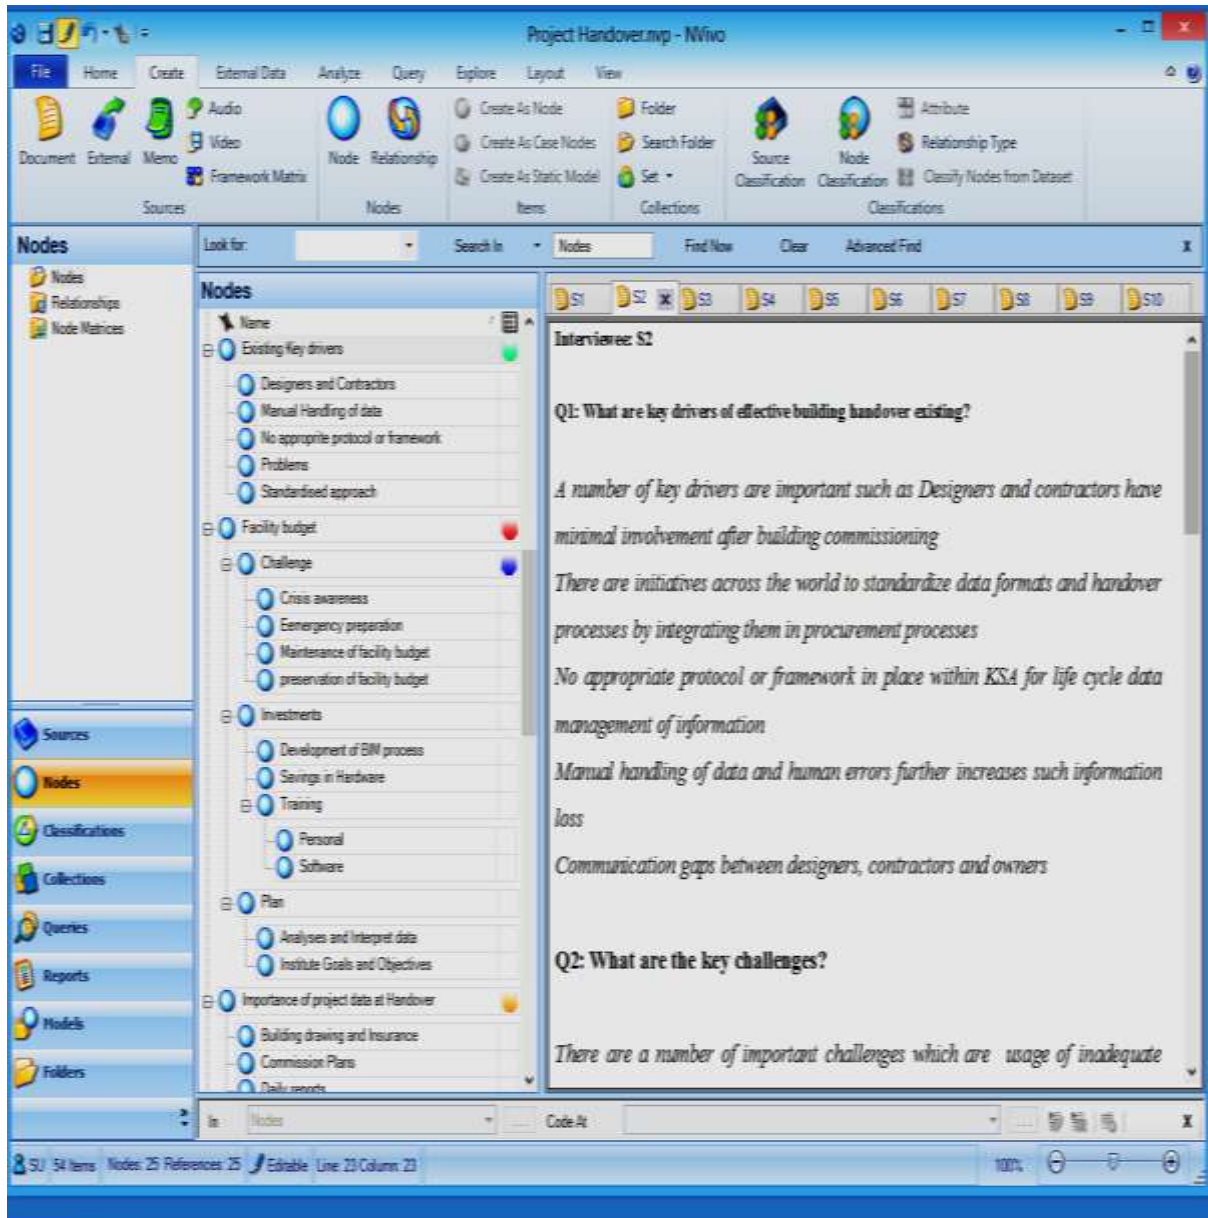 Project Handover.nvp - NVivo
File Home Create External Data Analyze Query Explore Layout View
Document External Memo
Audio
Video
Framework Matrix
Sources
Node Relationship
Nodes
Create As Node
Create As Case Nodes
Create As Static Model
Items
Folder
Search Folder
Set
Collections
Source Classification
Node Classification
Attribute
Relationship Type
Classify Nodes from Dataset
Classifications
Nodes
Nodes
Relationships
Node Matrices
Sources
Nodes
Classifications
Collections
Queries
Reports
Models
Folders
Look for: Search In Nodes Find Now Clear Advanced Find X
Nodes
Name
Existing Key drivers
Designers and Contractors
Manual Handling of data
No approprite protocol or framework
Problems
Standardised approach
Facility budget
Challenge
Crisis awareness
Eemergency preparation
Maintenance of facility budget
preservation of facility budget
Investments
Development of BIM process
Savings in Hardware
Training
Personal
Software
Plan
Analyses and Interpret data
Institute Goals and Objectives
Importance of project data at Handover
Building drawing and Insurance
Commission Plans
Daily reports
S1 S2 S3 S4 S5 S6 S7 S8 S9 S10
Interviewee: S2
Q1: What are key drivers of effective building handover existing?
A number of key drivers are important such as Designers and contractors have
minimal involvement after building commissioning
There are initiatives across the world to standardize data formats and handover
processes by integrating them in procurement processes
No appropriate protocol or framework in place within KSA for life cycle data
management of information
Manual handling of data and human errors further increases such information
loss
Communication gaps between designers, contractors and owners
Q2: What are the key challenges?
There are a number of important challenges which are usage of inadequate
In Nodes ... Code At ... X
SU 54 Items Nodes: 25 References: 25 Editable Line: 23 Column: 23 100%